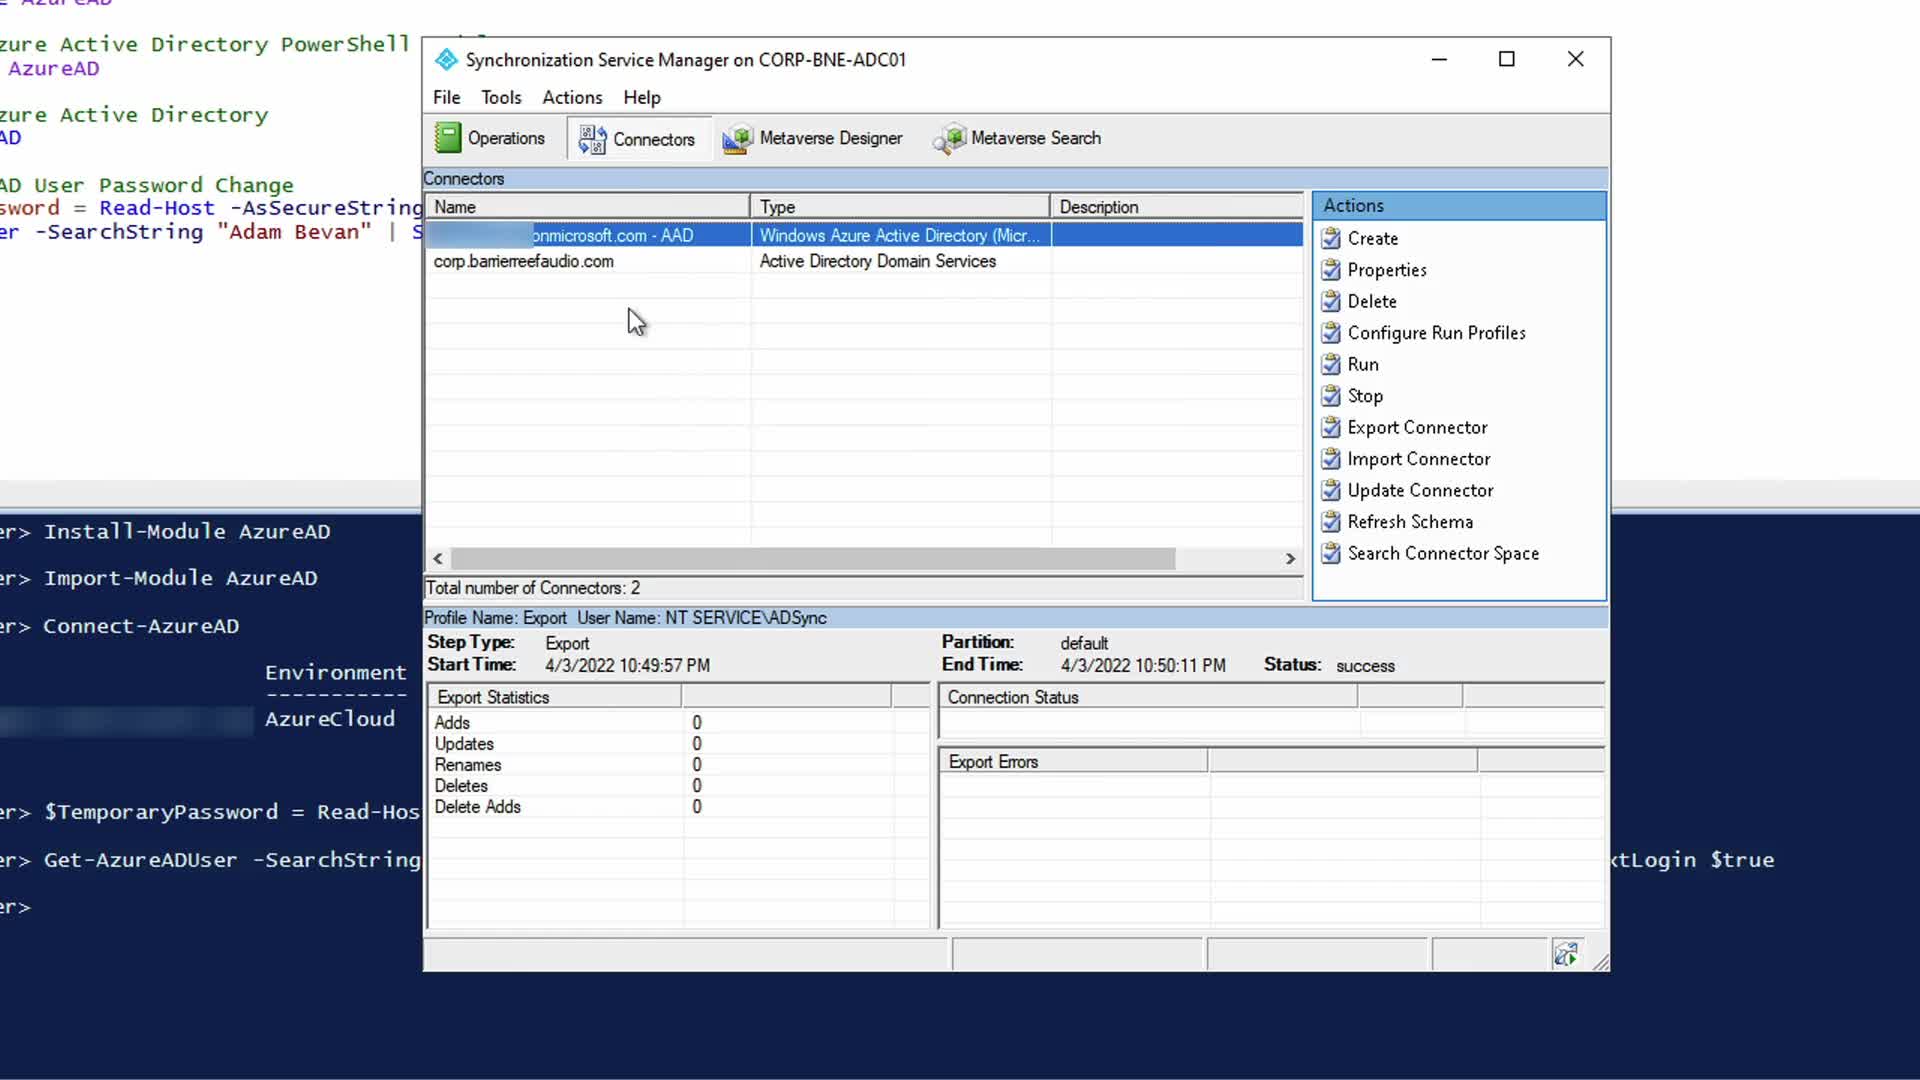 e AzureAD
zure Active Directory PowerShell
AzureAD
zure Active Directory
AD
AD User Password Change
sword = Read-Host -AsSecureString
er -SearchString "Adam Bevan" | S
Synchronization Service Manager on CORP-BNE-ADC01
File Tools Actions Help
Operations Connectors Metaverse Designer Metaverse Search
Connectors
Name Type Description
onmicrosoft.com - AAD Windows Azure Active Directory (Micr...
corp.barrierreefaudio.com Active Directory Domain Services
Actions
Create
Properties
Delete
Configure Run Profiles
Run
Stop
Export Connector
Import Connector
Update Connector
Refresh Schema
Search Connector Space
Total number of Connectors: 2
Profile Name: Export User Name: NT SERVICE\ADSync
Step Type: Export Partition: default
Start Time: 4/3/2022 10:49:57 PM End Time: 4/3/2022 10:50:11 PM Status: success
Export Statistics
Adds 0
Updates 0
Renames 0
Deletes 0
Delete Adds 0
Connection Status
Export Errors
er> Install-Module AzureAD
er> Import-Module AzureAD
er> Connect-AzureAD
Environment
-----------
AzureCloud
er> $TemporaryPassword = Read-Hos
er> Get-AzureADUser -SearchString xtLogin $true
er>